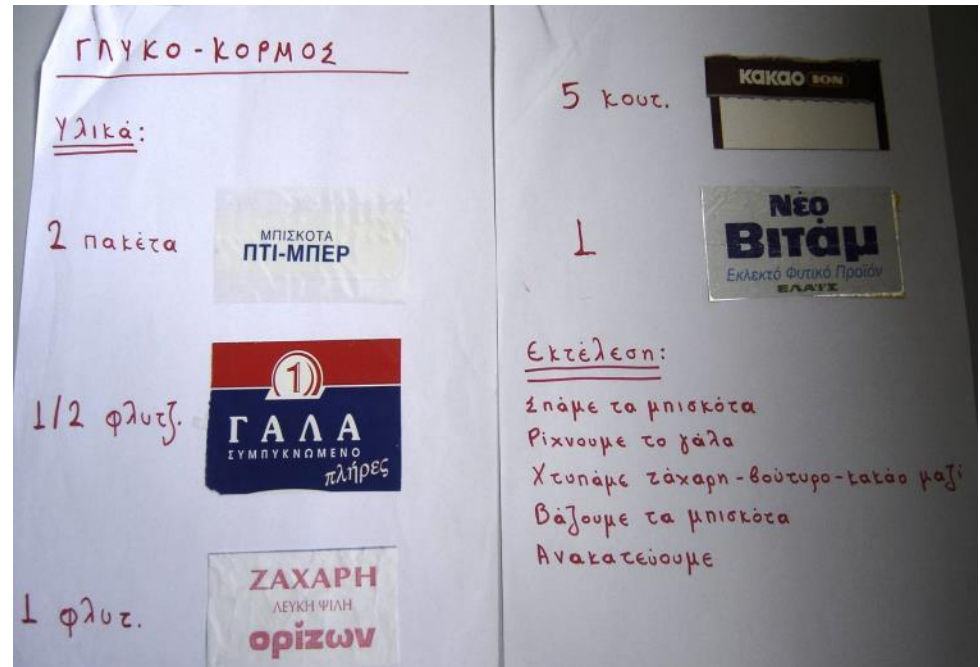 ΓΛΥΚΟ-ΚΟΡΜΟΣ
Υλικά:
2 πακέτα
ΜΠΙΣΚΟΤΑ
ΠΤΙ-ΜΠΕΡ
1/2 φλυτζ.
1
ΓΑΛΑ
ΣΥΜΠΥΚΝΩΜΕΝΟ
πλήρες
1 φλυτ.
ΖΑΧΑΡΗ
ΛΕΥΚΗ ΨΙΛΗ
ορίζων
5 κουτ.
κακαο ΙΟΝ
1
Νέο
Βιτάμ
Εκλεκτό Φυτικό Προϊόν
ΕΛΑΪΣ
Εκτέλεση:
Σπάμε τα μπισκότα
Ρίχνουμε το γάλα
Χτυπάμε ζάχαρη-βούτυρο-κακάο μαζί
Βάζουμε τα μπισκότα
Ανακατεύουμε